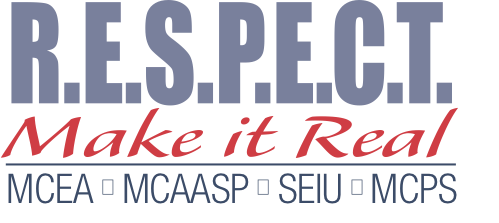 R.E.S.P.E.C.T.
Make it Real
MCEA □ MCAASP □ SEIU □ MCPS